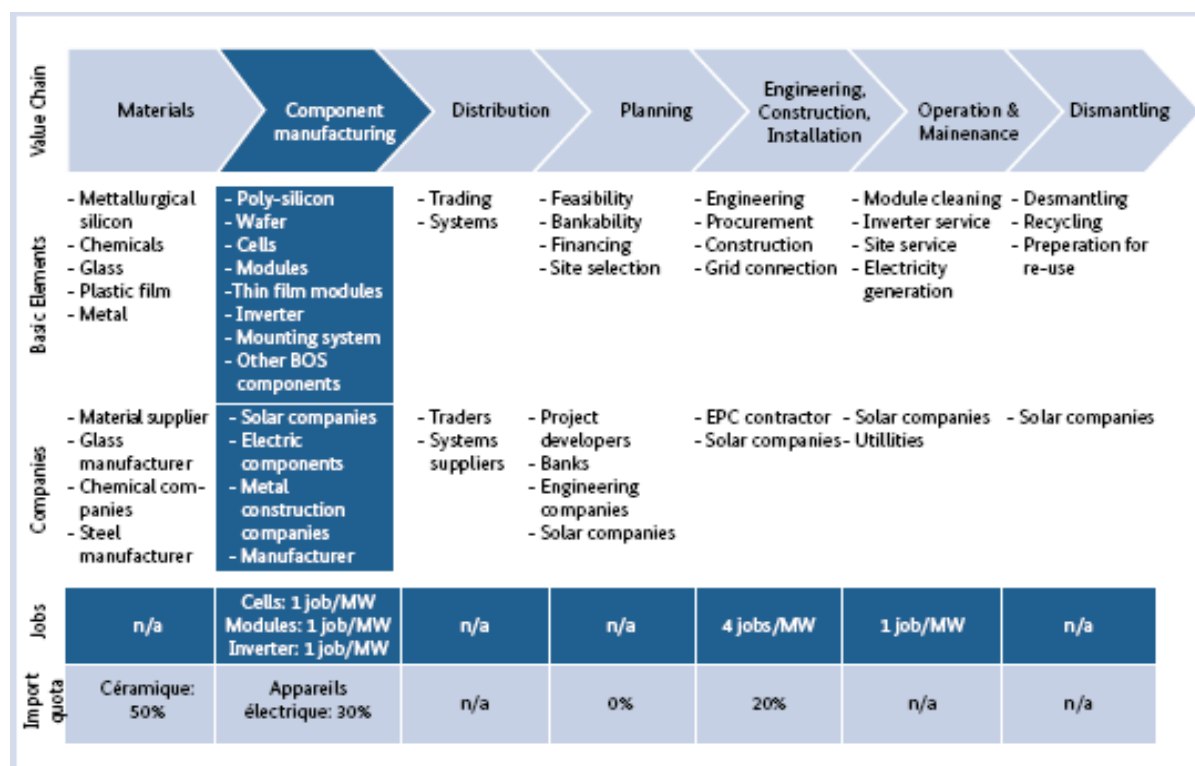 Value Chain
Materials
Component
manufacturing
Distribution
Planning
Engineering,
Construction,
Installation
Operation &
Mainenance
Dismantling
Basic Elements
- Mettallurgical
silicon
- Chemicals
- Glass
- Plastic film
- Metal
- Poly-silicon
- Wafer
- Cells
- Modules
-Thin film modules
- Inverter
- Mounting system
- Other BOS
components
- Trading
- Systems
- Feasibility
- Bankability
- Financing
- Site selection
- Engineering
- Procurement
- Construction
- Grid connection
- Module cleaning
- Inverter service
- Site service
- Electricity
generation
- Desmantling
- Recycling
- Preperation for
re-use
Companies
- Material supplier
- Glass
manufacturer
- Chemical com-
panies
- Steel
manufacturer
- Solar companies
- Electric
components
- Metal
construction
companies
- Manufacturer
- Traders
- Systems
suppliers
- Project
developers
- Banks
- Engineering
companies
- Solar companies
- EPC contractor
- Solar companies
- Solar companies
- Utillities
- Solar companies
Jobs
n/a
Cells: 1 job/MW
Modules: 1 job/MW
Inverter: 1 job/MW
n/a
n/a
4 jobs/MW
1 job/MW
n/a
Import
quota
Céramique:
50%
Appareils
électrique: 30%
n/a
0%
20%
n/a
n/a